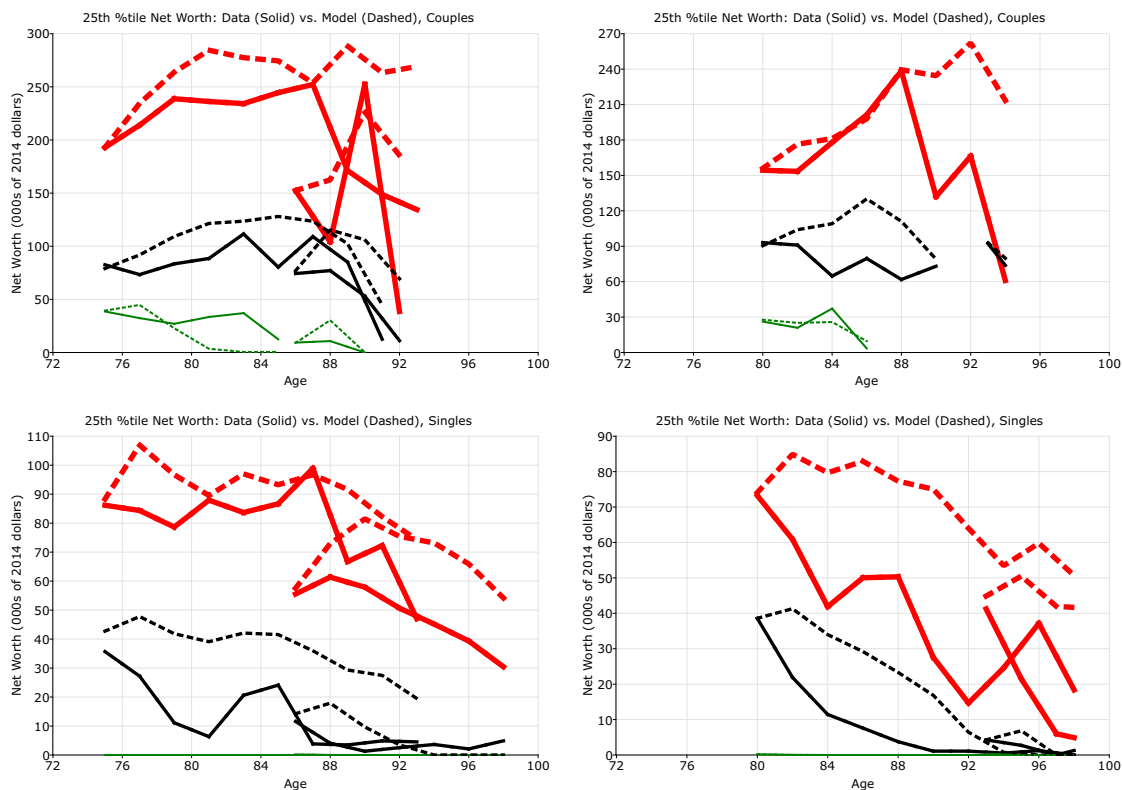 25th %tile Net Worth: Data (Solid) vs. Model (Dashed), Couples
Net Worth (000s of 2014 dollars)
300
250
200
150
100
50
0
72 76 80 84 88 92 96 100
Age
25th %tile Net Worth: Data (Solid) vs. Model (Dashed), Couples
Net Worth (000s of 2014 dollars)
270
240
210
180
150
120
90
60
30
0
72 76 80 84 88 92 96 100
Age
25th %tile Net Worth: Data (Solid) vs. Model (Dashed), Singles
Net Worth (000s of 2014 dollars)
110
100
90
80
70
60
50
40
30
20
10
0
72 76 80 84 88 92 96 100
Age
25th %tile Net Worth: Data (Solid) vs. Model (Dashed), Singles
Net Worth (000s of 2014 dollars)
90
80
70
60
50
40
30
20
10
0
72 76 80 84 88 92 96 100
Age